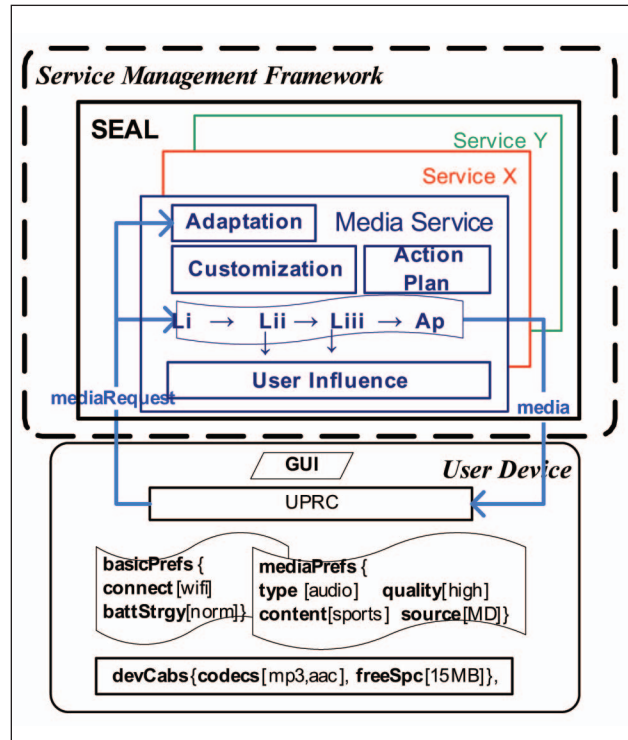 Service Management Framework
SEAL
Service Y
Service X
Adaptation
Media Service
Customization
Action
Plan
Li → Lii → Liii → Ap
↓ ↓
User Influence
mediaRequest
media
GUI
User Device
UPRC
basicPrefs {
connect[wifi]
battStrgy[norm]}
mediaPrefs {
type [audio] quality[high]
content[sports] source[MD]}
devCabs{codecs[mp3,aac], freeSpc[15MB]},